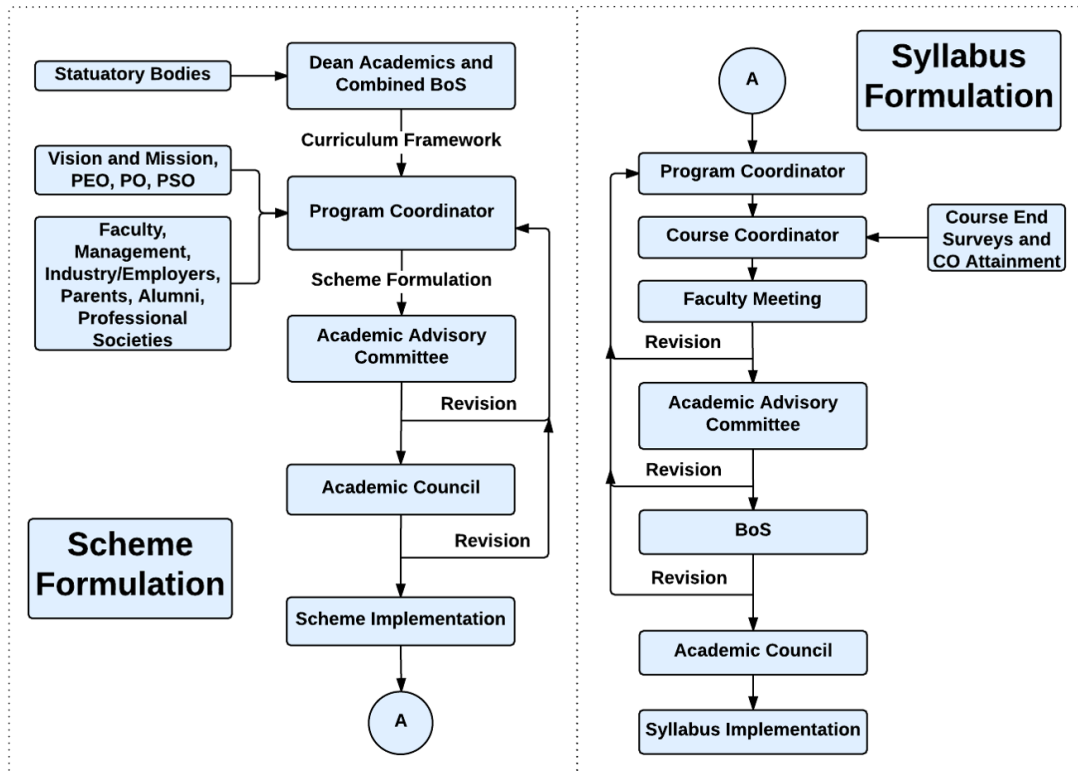 Statuatory Bodies
Dean Academics and
Combined BoS
Curriculum Framework
Vision and Mission,
PEO, PO, PSO
Program Coordinator
Faculty,
Management,
Industry/Employers,
Parents, Alumni,
Professional
Societies
Scheme Formulation
Academic Advisory
Committee
Revision
Academic Council
Revision
Scheme
Formulation
Scheme Implementation
A
Syllabus
Formulation
A
Program Coordinator
Course Coordinator
Course End
Surveys and
CO Attainment
Faculty Meeting
Revision
Academic Advisory
Committee
Revision
BoS
Revision
Academic Council
Syllabus Implementation